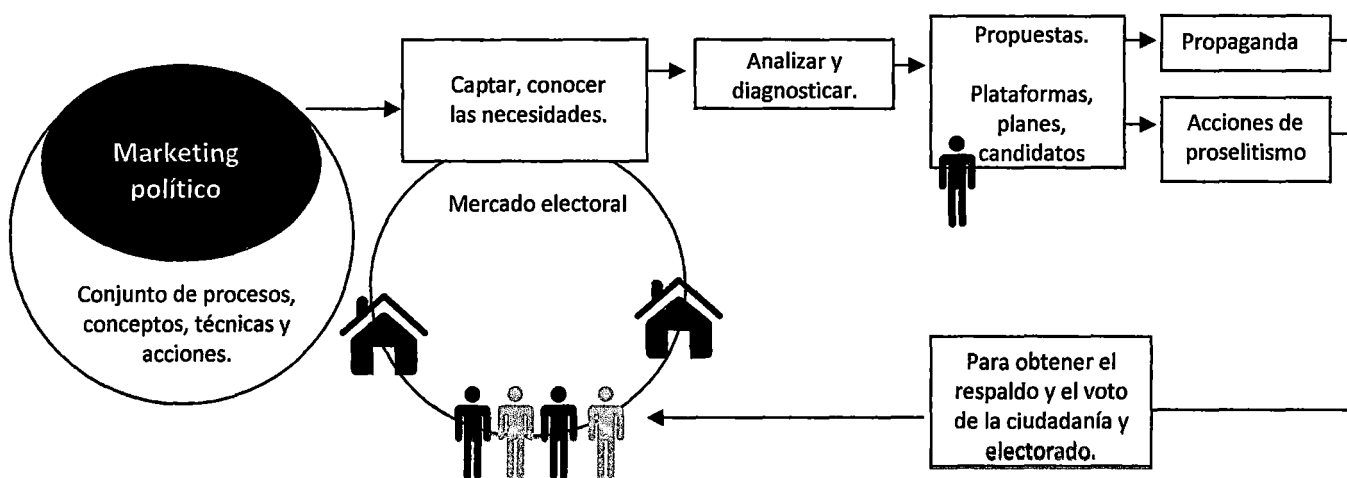 Marketing
político
Conjunto de procesos,
conceptos, técnicas y
acciones.
Captar, conocer
las necesidades.
Mercado electoral
Analizar y
diagnosticar.
Propuestas.
Plataformas,
planes,
candidatos
Propaganda
Acciones de
proselitismo
Para obtener el
respaldo y el voto
de la ciudadanía y
electorado.